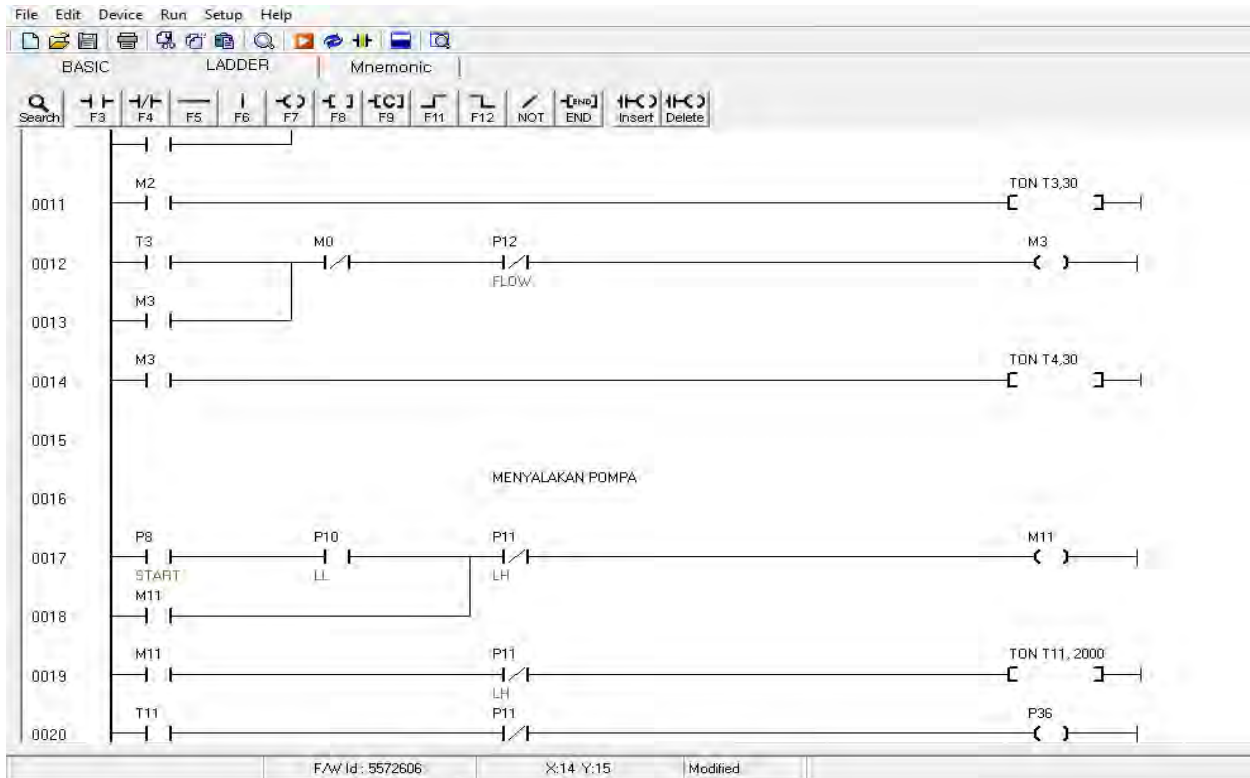 File Edit Device Run Setup Help
BASIC LADDER Mnemonic
Search F3 F4 F5 F6 F7 F8 F9 F11 F12 NOT END Insert Delete
M2 TON T3,30
0011
T3 M0 P12 M3
0012
FLOW
M3
0013
M3 TON T4,30
0014
0015
MENYALAKAN POMPA
0016
P8 P10 P11 M11
0017
START LL LH
M11
0018
M11 P11 TON T11, 2000
0019
LH
T11 P11 P36
0020
F/W Id : 5572606 X:14 Y:15 Modified